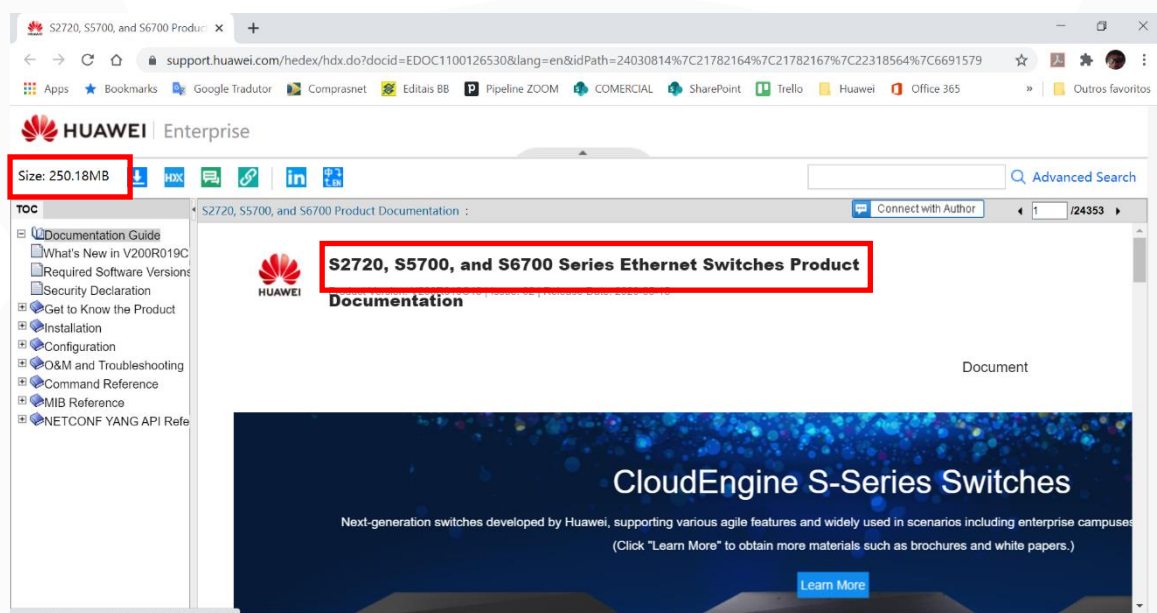 S2720, S5700, and S6700 Produc
support.huawei.com/hedex/hdx.do?docid=EDOC1100126530&lang=en&idPath=24030814%7C21782164%7C21782167%7C22318564%7C6691579
Apps Bookmarks Google Tradutor Comprasnet Editais BB Pipeline ZOOM COMERCIAL SharePoint Trello Huawei Office 365 » Outros favoritos
HUAWEI Enterprise
Size: 250.18MB HDX in 中 EN Advanced Search
TOC S2720, S5700, and S6700 Product Documentation : Connect with Author 1 /24353
Documentation Guide
What's New in V200R019C
Required Software Versions
Security Declaration
Get to Know the Product
Installation
Configuration
O&M and Troubleshooting
Command Reference
MIB Reference
NETCONF YANG API Refe
HUAWEI
S2720, S5700, and S6700 Series Ethernet Switches Product
Documentation
Document
CloudEngine S-Series Switches
Next-generation switches developed by Huawei, supporting various agile features and widely used in scenarios including enterprise campuses
(Click "Learn More" to obtain more materials such as brochures and white papers.)
Learn More